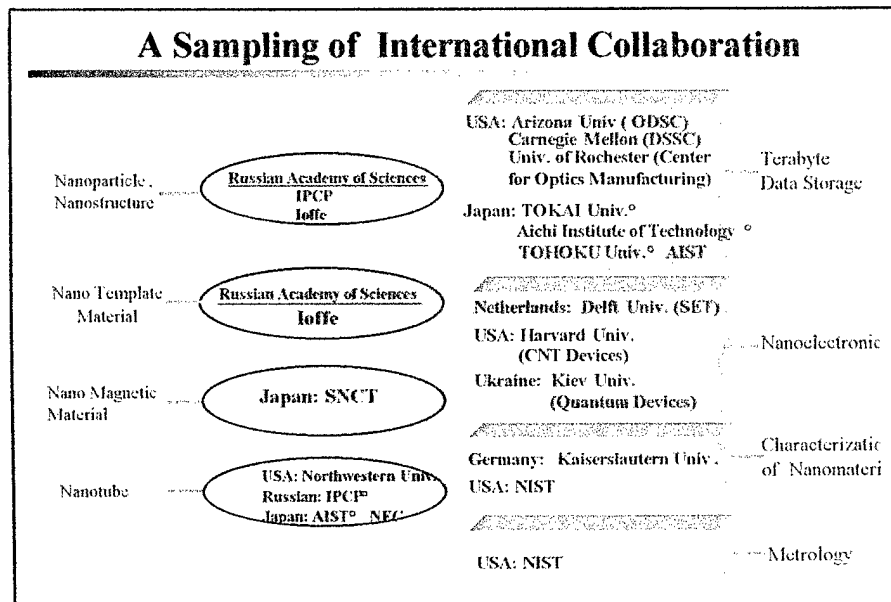 A Sampling of International Collaboration
Nanoparticle,
Nanostructure
Russian Academy of Sciences
IPCP
Ioffe
Nano Template
Material
Russian Academy of Sciences
Ioffe
Nano Magnetic
Material
Japan: SNCT
Nanotube
USA: Northwestern Univ.
Russian: IPCP°
Japan: AIST° NEC
USA: Arizona Univ ( ODSC)
Carnegie Mellon (DSSC)
Univ. of Rochester (Center
for Optics Manufacturing)
Japan: TOKAI Univ.°
Aichi Institute of Technology °
TOHOKU Univ.° AIST
Terabyte
Data Storage
Netherlands: Delft Univ. (SET)
USA: Harvard Univ.
(CNT Devices)
Ukraine: Kiev Univ.
(Quantum Devices)
Nanoelectronic
Germany: Kaiserslautern Univ.
USA: NIST
Characterizatic
of Nanomateri
USA: NIST
Metrology